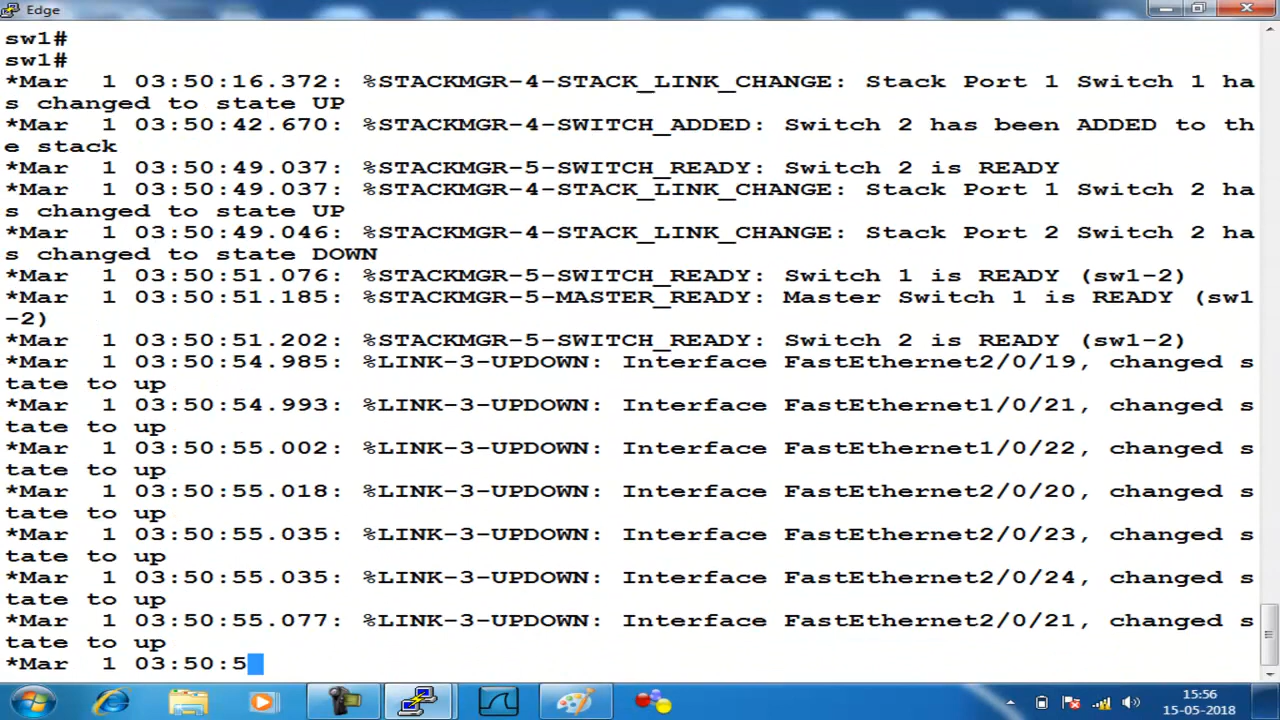 Edge
sw1#
sw1#
*Mar  1 03:50:16.372: %STACKMGR-4-STACK_LINK_CHANGE: Stack Port 1 Switch 1 ha
s changed to state UP
*Mar  1 03:50:42.670: %STACKMGR-4-SWITCH_ADDED: Switch 2 has been ADDED to th
e stack
*Mar  1 03:50:49.037: %STACKMGR-5-SWITCH_READY: Switch 2 is READY
*Mar  1 03:50:49.037: %STACKMGR-4-STACK_LINK_CHANGE: Stack Port 1 Switch 2 ha
s changed to state UP
*Mar  1 03:50:49.046: %STACKMGR-4-STACK_LINK_CHANGE: Stack Port 2 Switch 2 ha
s changed to state DOWN
*Mar  1 03:50:51.076: %STACKMGR-5-SWITCH_READY: Switch 1 is READY (sw1-2)
*Mar  1 03:50:51.185: %STACKMGR-5-MASTER_READY: Master Switch 1 is READY (sw1
-2)
*Mar  1 03:50:51.202: %STACKMGR-5-SWITCH_READY: Switch 2 is READY (sw1-2)
*Mar  1 03:50:54.985: %LINK-3-UPDOWN: Interface FastEthernet2/0/19, changed s
tate to up
*Mar  1 03:50:54.993: %LINK-3-UPDOWN: Interface FastEthernet1/0/21, changed s
tate to up
*Mar  1 03:50:55.002: %LINK-3-UPDOWN: Interface FastEthernet1/0/22, changed s
tate to up
*Mar  1 03:50:55.018: %LINK-3-UPDOWN: Interface FastEthernet2/0/20, changed s
tate to up
*Mar  1 03:50:55.035: %LINK-3-UPDOWN: Interface FastEthernet2/0/23, changed s
tate to up
*Mar  1 03:50:55.035: %LINK-3-UPDOWN: Interface FastEthernet2/0/24, changed s
tate to up
*Mar  1 03:50:55.077: %LINK-3-UPDOWN: Interface FastEthernet2/0/21, changed s
tate to up
*Mar  1 03:50:5
15:56
15-05-2018